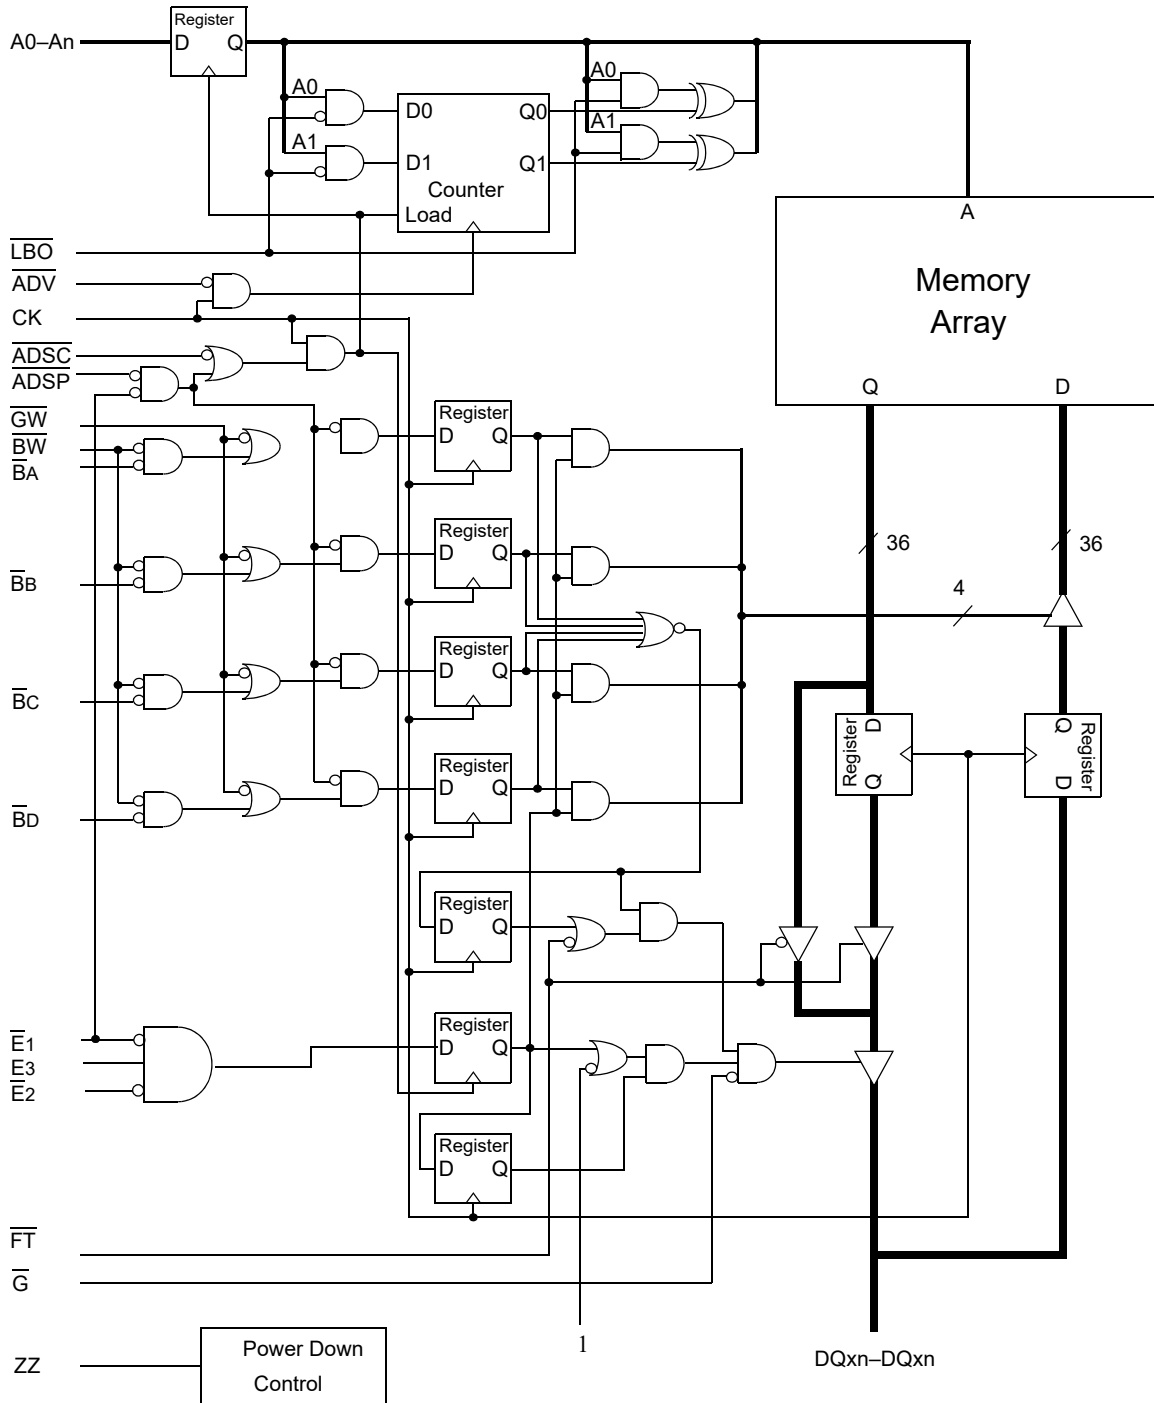 Register
A0–An
D Q
A0
A0
D0
Q0
A1
A1
D1
Q1
Counter
Load
A
LBO
ADV
Memory
Array
CK
ADSC
ADSP
Q D
GW
Register
BW
D Q
BA
Register
D Q
36 36
BB
4
Register
D Q
BC
Register
D
Q
Register
Q
D
Register
D Q
BD
Register
D Q
Register
E1
D Q
E3
E2
Register
D Q
FT
G
1
Power Down
Control
ZZ
DQxn–DQxn